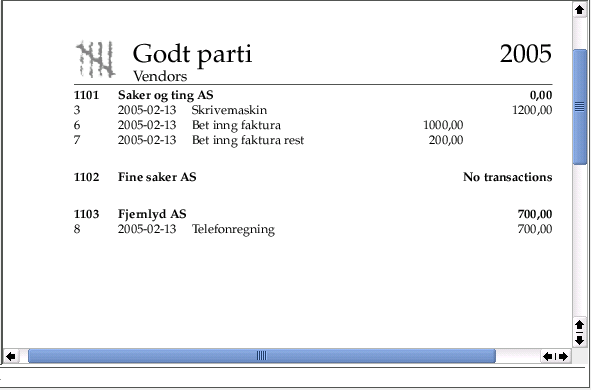 Godt parti 2005
Vendors
1101 Saker og ting AS 0,00
3 2005-02-13 Skrivemaskin 1200,00
6 2005-02-13 Bet inng faktura 1000,00
7 2005-02-13 Bet inng faktura rest 200,00
1102 Fine saker AS No transactions
1103 Fjernlyd AS 700,00
8 2005-02-13 Telefonregning 700,00